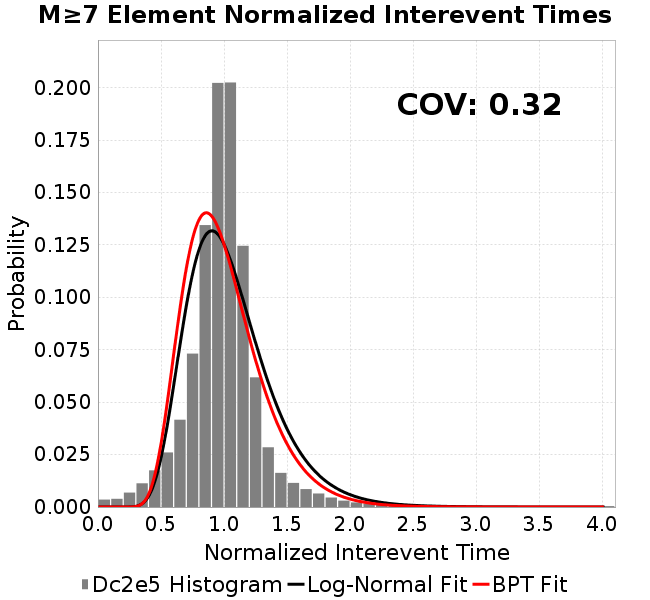 M≥7 Element Normalized Interevent Times
COV: 0.32
Probability
0.200
0.175
0.150
0.125
0.100
0.075
0.050
0.025
0.000
0.0 0.5 1.0 1.5 2.0 2.5 3.0 3.5 4.0
Normalized Interevent Time
Dc2e5 Histogram Log-Normal Fit BPT Fit